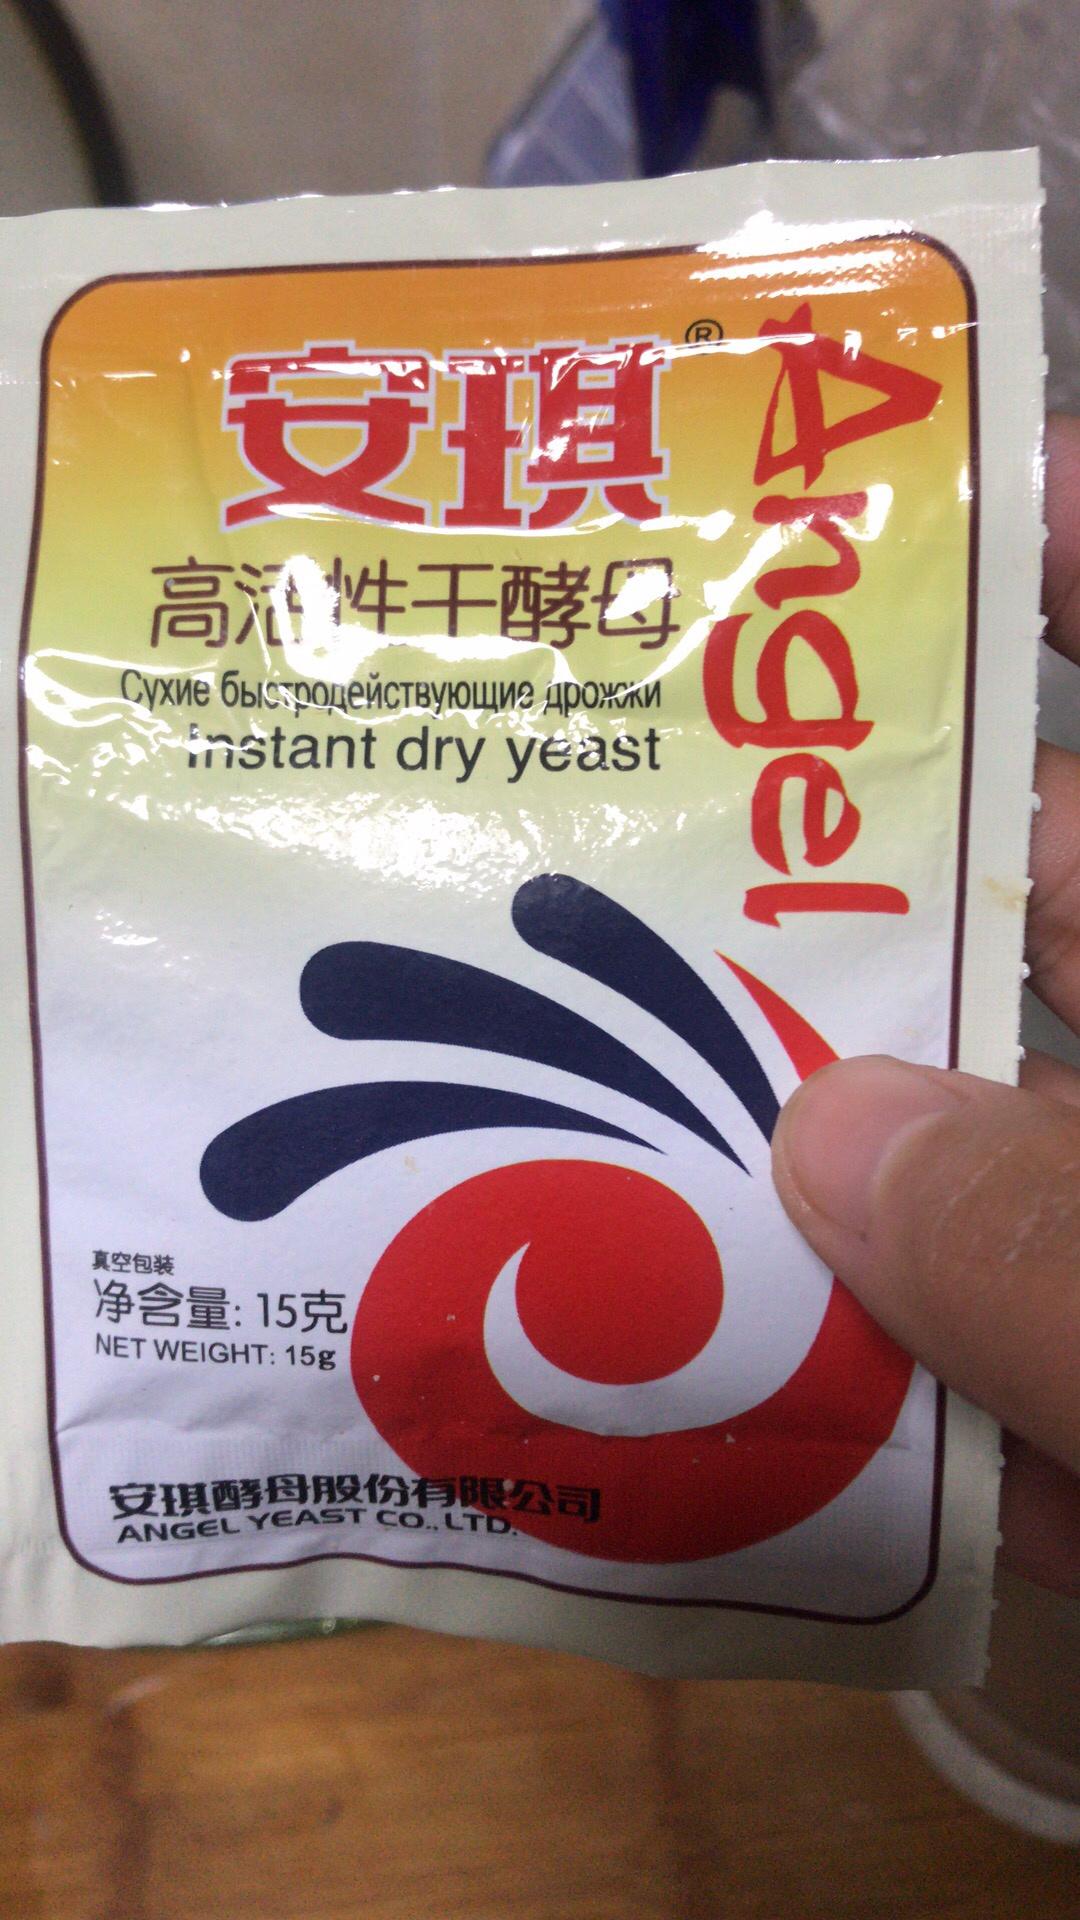 安琪®
Angel
高活性干酵母
Сухие быстродействующие дрожжи
Instant dry yeast
真空包装
净含量: 15克
NET WEIGHT: 15g
安琪酵母股份有限公司
ANGEL YEAST CO., LTD.